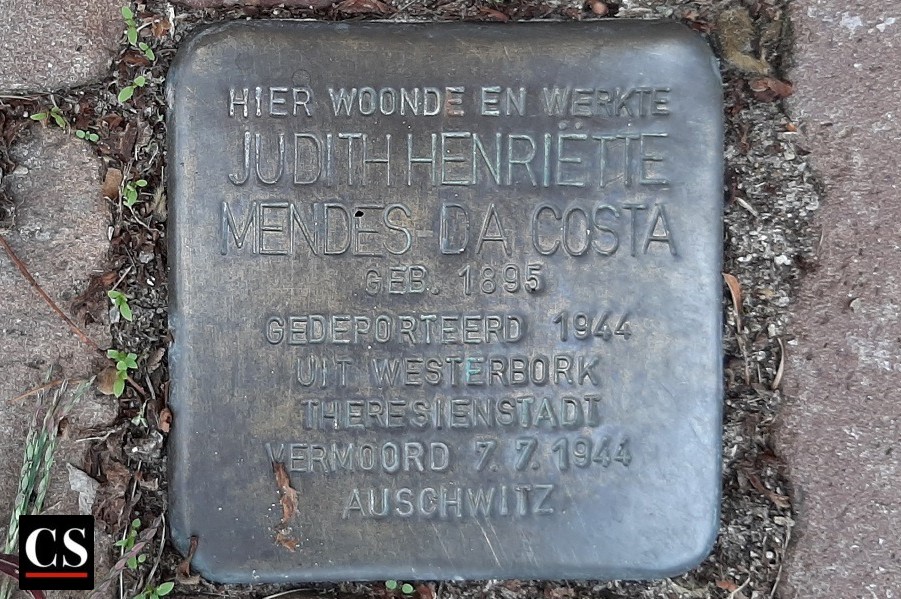 HIER WOONDE EN WERKTE
JUDITH HENRIËTTE
MENDES-DA COSTA
GEB. 1895
GEDEPORTEERD 1944
UIT WESTERBORK
THERESIENSTADT
VERMOORD 7.7.1944
AUSCHWITZ
CS